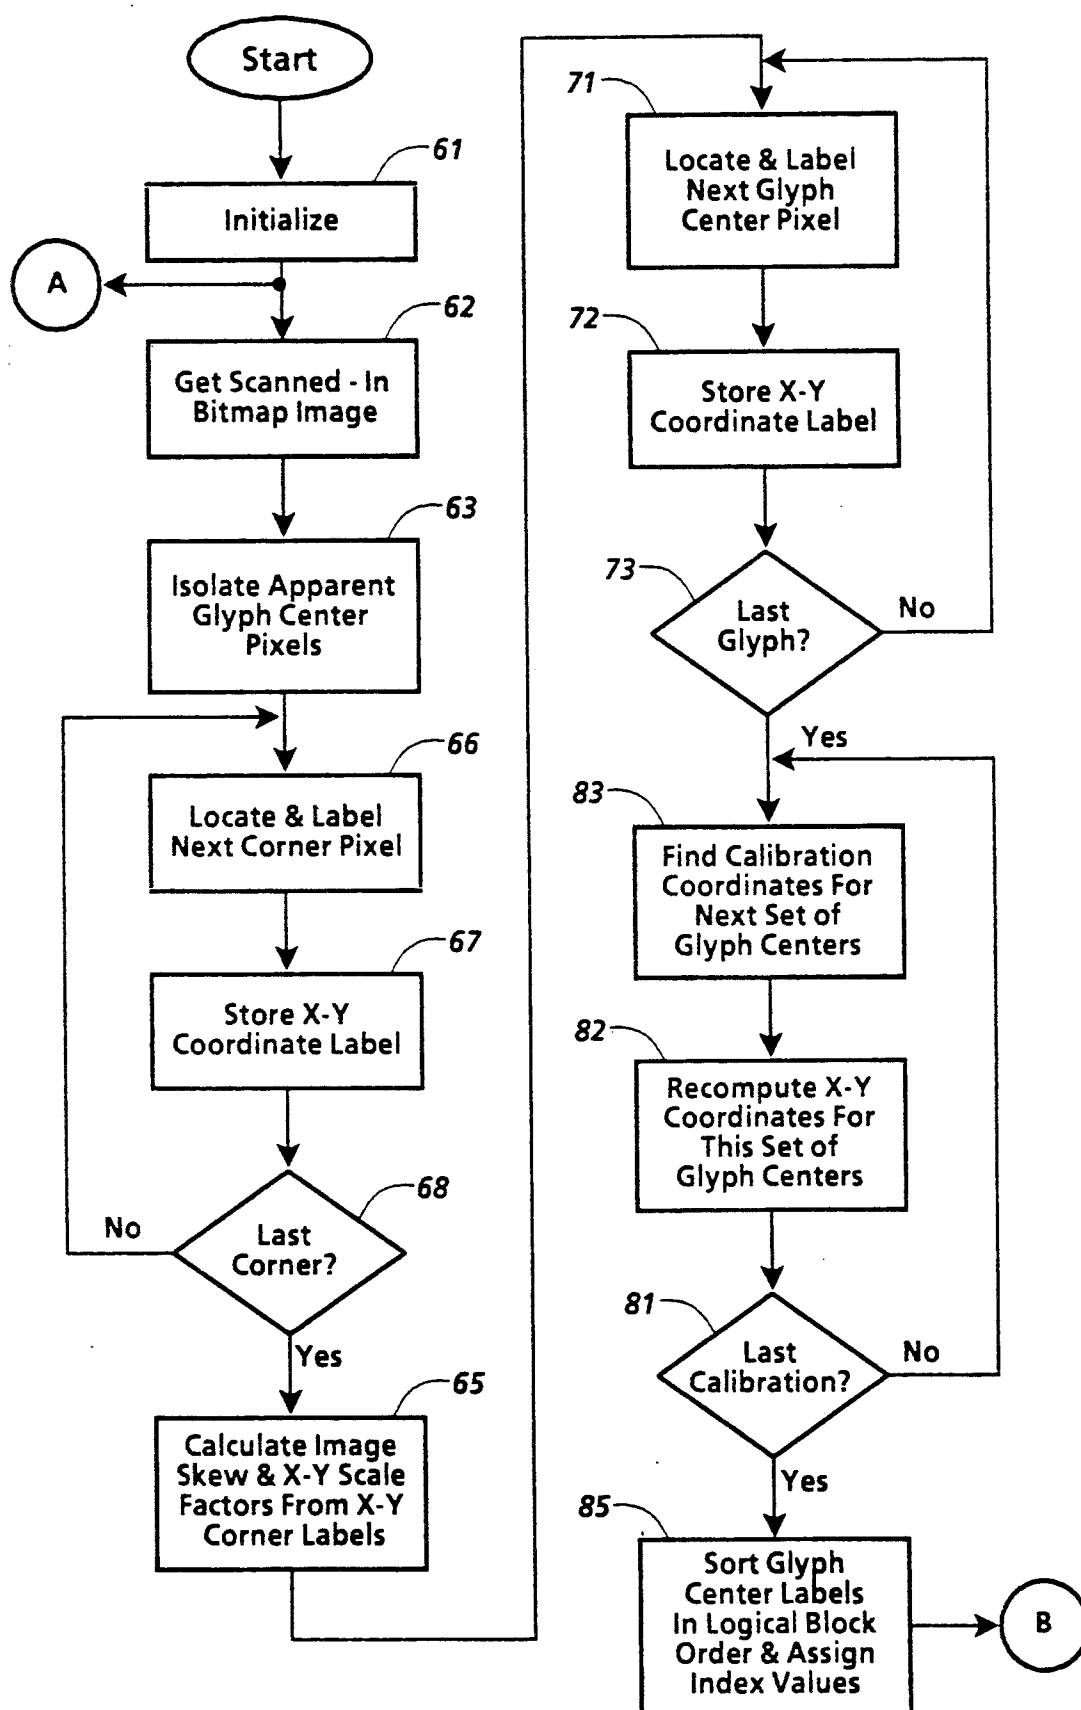 Start
61
Initialize
A
62
Get Scanned - In
Bitmap Image
63
Isolate Apparent
Glyph Center
Pixels
66
Locate & Label
Next Corner Pixel
67
Store X-Y
Coordinate Label
68
Last
Corner?
No
Yes
65
Calculate Image
Skew & X-Y Scale
Factors From X-Y
Corner Labels
71
Locate & Label
Next Glyph
Center Pixel
72
Store X-Y
Coordinate Label
73
Last
Glyph?
No
Yes
83
Find Calibration
Coordinates For
Next Set of
Glyph Centers
82
Recompute X-Y
Coordinates For
This Set of
Glyph Centers
81
Last
Calibration?
No
Yes
85
Sort Glyph
Center Labels
In Logical Block
Order & Assign
Index Values
B